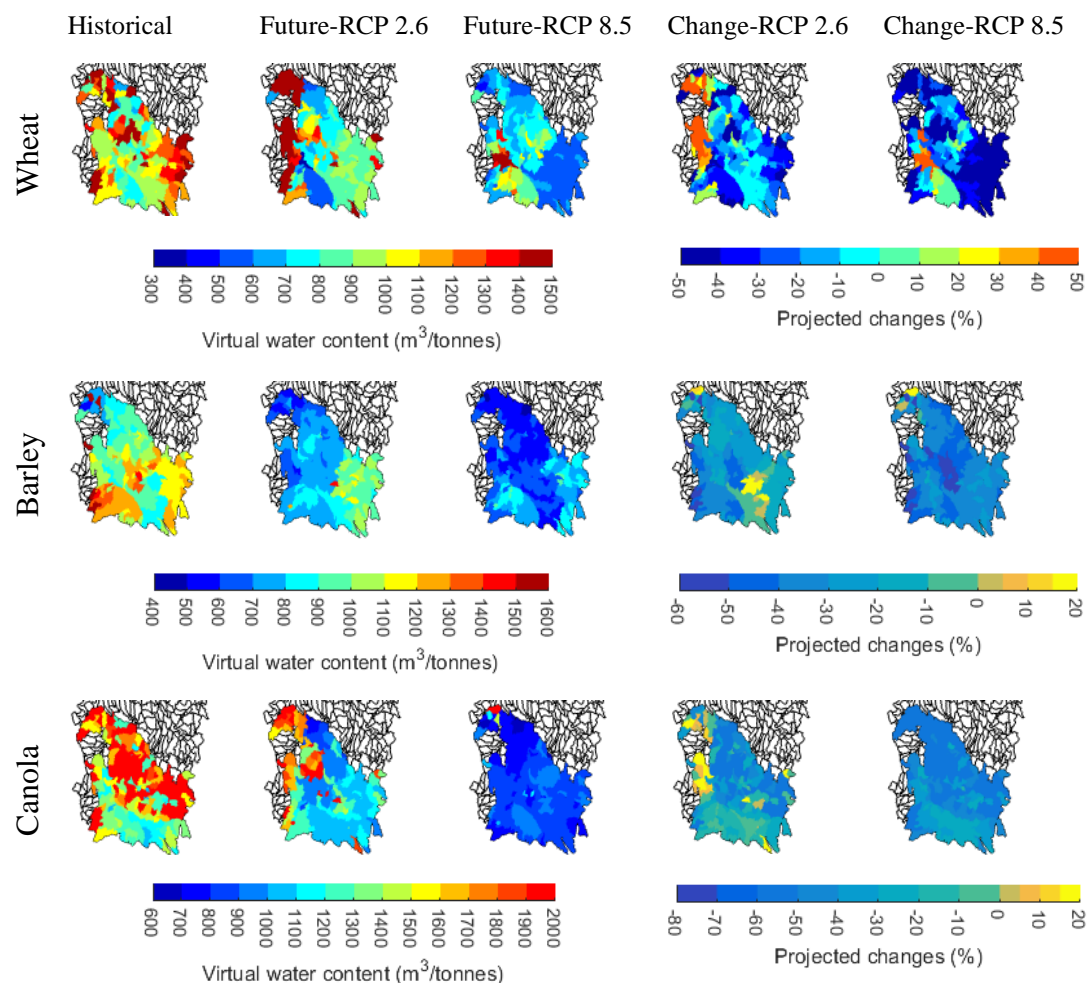 Historical Future-RCP 2.6 Future-RCP 8.5 Change-RCP 2.6 Change-RCP 8.5
Wheat
300 400 500 600 700 800 900 1000 1100 1200 1300 1400 1500
Virtual water content (m³/tonnes)
-50 -40 -30 -20 -10 0 10 20 30 40 50
Projected changes (%)
Barley
400 500 600 700 800 900 1000 1100 1200 1300 1400 1500 1600
Virtual water content (m³/tonnes)
-60 -50 -40 -30 -20 -10 0 10 20
Projected changes (%)
Canola
600 700 800 900 1000 1100 1200 1300 1400 1500 1600 1700 1800 1900 2000
Virtual water content (m³/tonnes)
-80 -70 -60 -50 -40 -30 -20 -10 0 10 20
Projected changes (%)